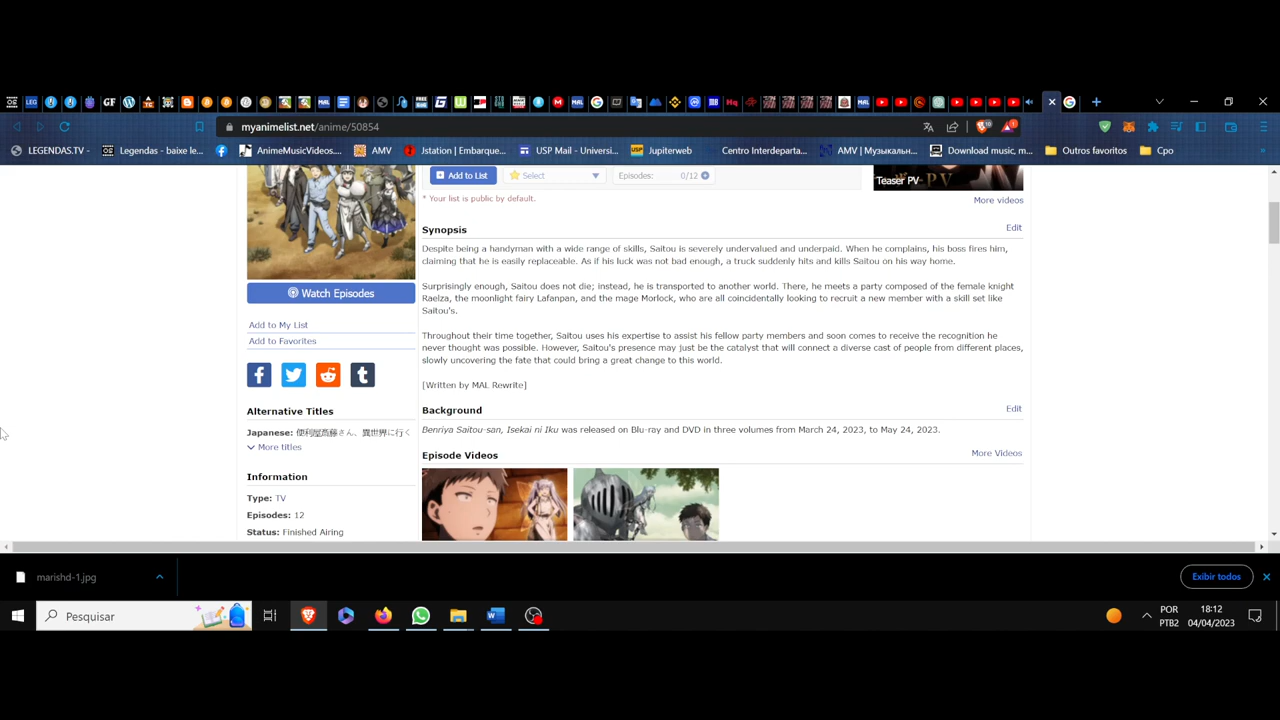 myanimelist.net/anime/50854
LEGENDAS.TV - Legendas - baixe le... AnimeMusicVideos.... AMV Jstation | Embarque... USP Mail - Universi... Jupiterweb Centro Interdeparta... AMV | Музыкальн... Download music, m... Outros favoritos Cpo
Add to List Select Episodes: 0/12
* Your list is public by default.
Teaser PV
More videos
Synopsis Edit
Despite being a handyman with a wide range of skills, Saitou is severely undervalued and underpaid. When he complains, his boss fires him,
claiming that he is easily replaceable. As if his luck was not bad enough, a truck suddenly hits and kills Saitou on his way home.
Surprisingly enough, Saitou does not die; instead, he is transported to another world. There, he meets a party composed of the female knight
Raelza, the moonlight fairy Lafanpan, and the mage Morlock, who are all coincidentally looking to recruit a new member with a skill set like
Saitou's.
Throughout their time together, Saitou uses his expertise to assist his fellow party members and soon comes to receive the recognition he
never thought was possible. However, Saitou's presence may just be the catalyst that will connect a diverse cast of people from different places,
slowly uncovering the fate that could bring a great change to this world.
[Written by MAL Rewrite]
Background Edit
Benriya Saitou-san, Isekai ni Iku was released on Blu-ray and DVD in three volumes from March 24, 2023, to May 24, 2023.
Episode Videos More Videos
Watch Episodes
Add to My List
Add to Favorites
Alternative Titles
Japanese: 便利屋斎藤さん、異世界に行く
More titles
Information
Type: TV
Episodes: 12
Status: Finished Airing
marishd-1.jpg Exibir todos
Pesquisar
POR 18:12
PTB2 04/04/2023